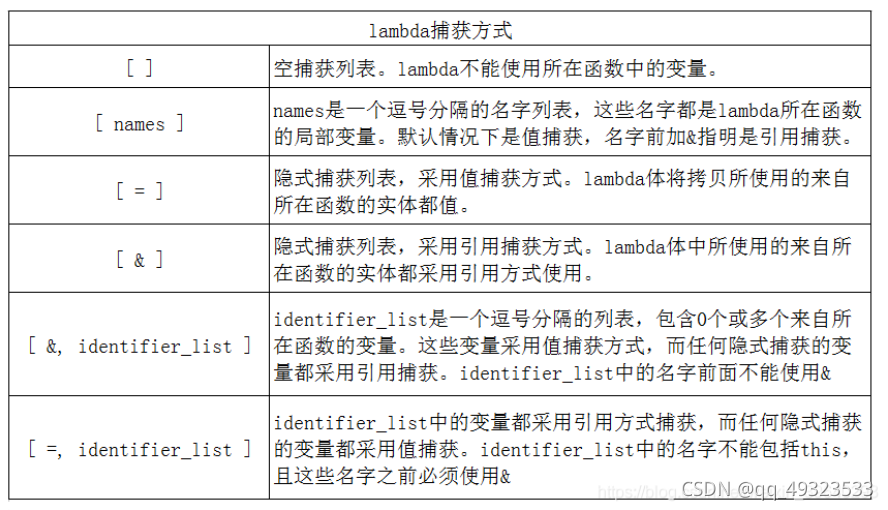 lambda捕获方式
[ ]
空捕获列表。lambda不能使用所在函数中的变量。
[ names ]
names是一个逗号分隔的名字列表，这些名字都是lambda所在函数
的局部变量。默认情况下是值捕获，名字前加&指明是引用捕获。
[ = ]
隐式捕获列表，采用值捕获方式。lambda体将拷贝所使用的来自
所在函数的实体都值。
[ & ]
隐式捕获列表，采用引用捕获方式。lambda体中所使用的来自所
在函数的实体都采用引用方式使用。
[ &, identifier_list ]
identifier_list是一个逗号分隔的列表，包含0个或多个来自所
在函数的变量。这些变量采用值捕获方式，而任何隐式捕获的变
量都采用引用捕获。identifier_list中的名字前面不能使用&
[ =, identifier_list ]
identifier_list中的变量都采用引用方式捕获，而任何隐式捕获
的变量都采用值捕获。identifier_list中的名字不能包括this，
且这些名字之前必须使用&
https://blog.
CSDN @qq_49323533